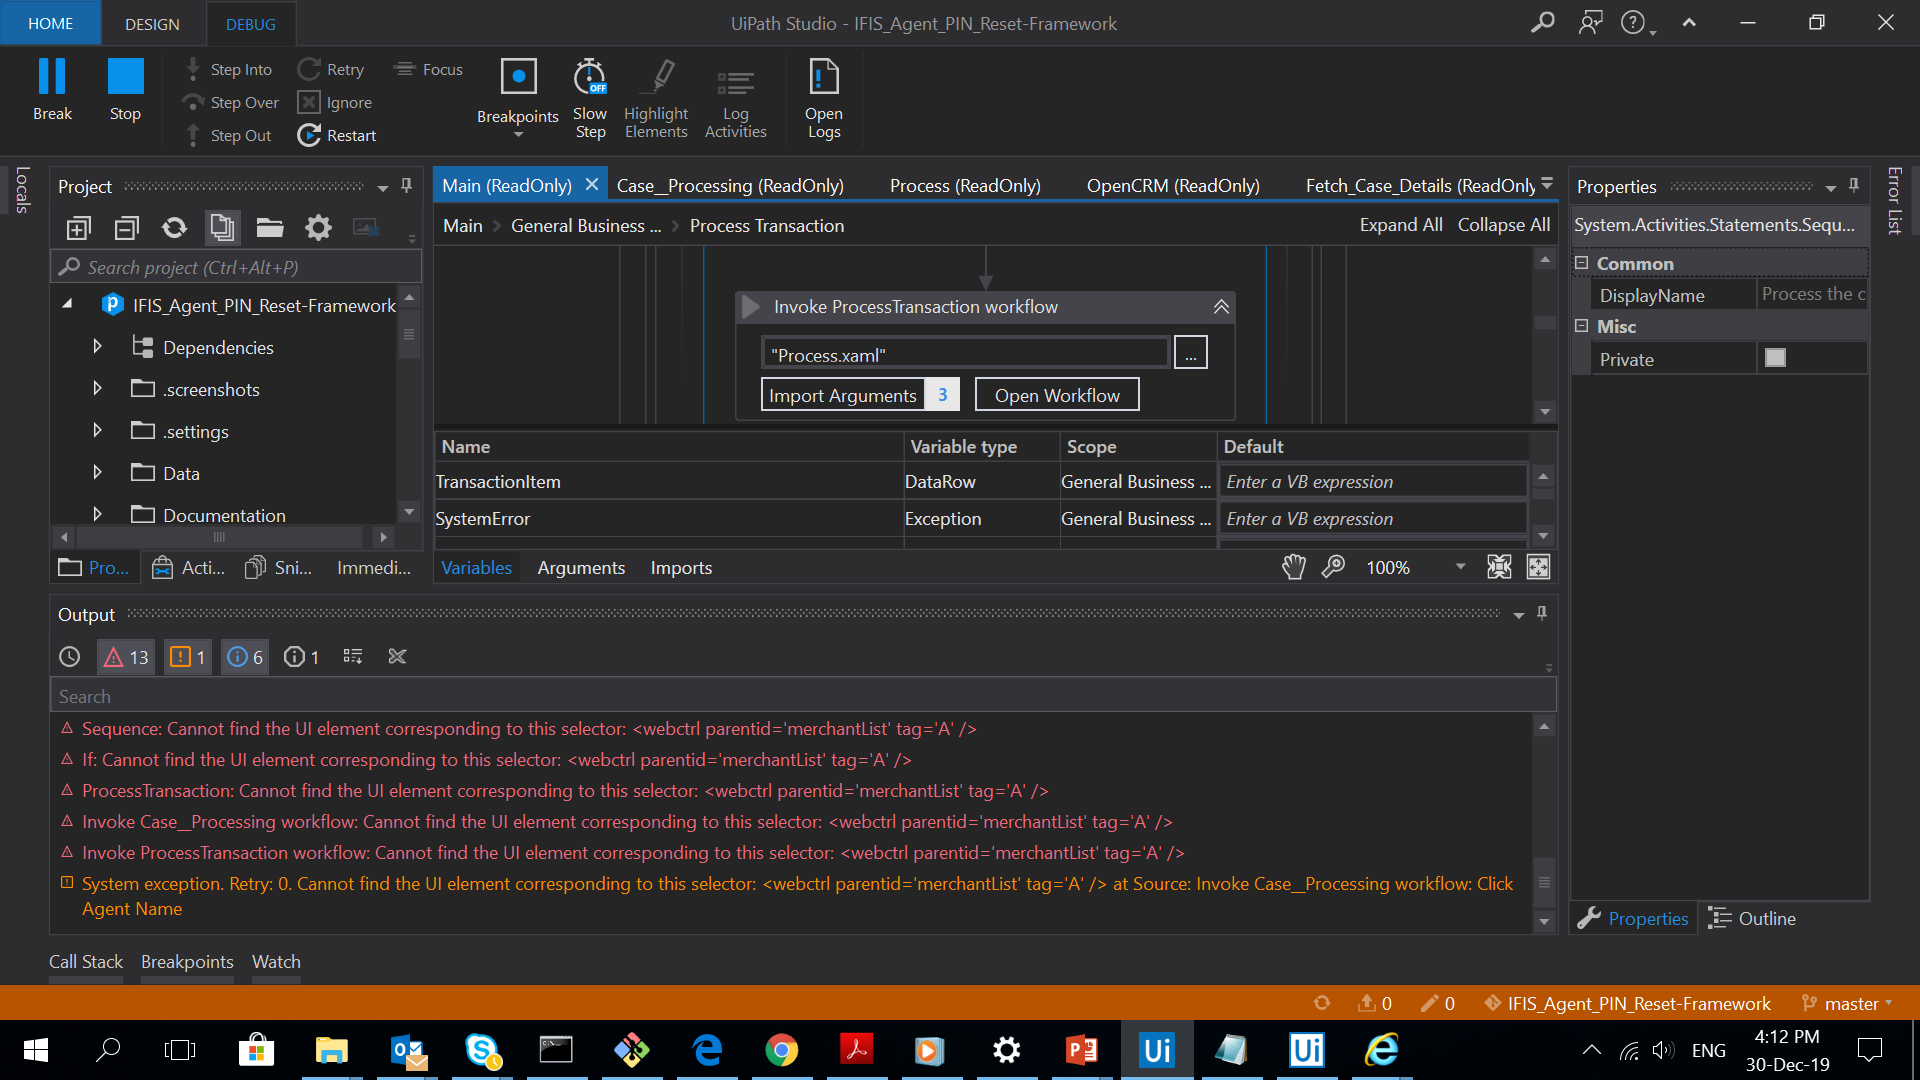 HOME
DESIGN
DEBUG
UiPath Studio - IFIS_Agent_PIN_Reset-Framework
Break
Stop
Step Into
Step Over
Step Out
Retry
Ignore
Restart
Focus
Breakpoints
OFF
Slow
Step
Highlight
Elements
Log
Activities
Open
Logs
Locals
Project
Search project (Ctrl+Alt+P)
IFIS_Agent_PIN_Reset-Framework
Dependencies
.screenshots
.settings
Data
Documentation
Pro...
Acti...
Sni...
Immedi...
Main (ReadOnly)
Case__Processing (ReadOnly)
Process (ReadOnly)
OpenCRM (ReadOnly)
Fetch_Case_Details (ReadOnly
Main > General Business ... > Process Transaction
Expand All
Collapse All
Invoke ProcessTransaction workflow
"Process.xaml"
...
Import Arguments 3
Open Workflow
Name
Variable type
Scope
Default
TransactionItem
DataRow
General Business ...
Enter a VB expression
SystemError
Exception
General Business ...
Enter a VB expression
Variables
Arguments
Imports
100%
Properties
System.Activities.Statements.Sequ...
Common
DisplayName
Process the c
Misc
Private
Properties
Outline
Error List
Output
13
1
6
1
Search
Sequence: Cannot find the UI element corresponding to this selector: <webctrl parentid='merchantList' tag='A' />
If: Cannot find the UI element corresponding to this selector: <webctrl parentid='merchantList' tag='A' />
ProcessTransaction: Cannot find the UI element corresponding to this selector: <webctrl parentid='merchantList' tag='A' />
Invoke Case__Processing workflow: Cannot find the UI element corresponding to this selector: <webctrl parentid='merchantList' tag='A' />
Invoke ProcessTransaction workflow: Cannot find the UI element corresponding to this selector: <webctrl parentid='merchantList' tag='A' />
System exception. Retry: 0. Cannot find the UI element corresponding to this selector: <webctrl parentid='merchantList' tag='A' /> at Source: Invoke Case__Processing workflow: Click
Agent Name
Call Stack
Breakpoints
Watch
0
0
IFIS_Agent_PIN_Reset-Framework
master
Ui
Ui
ENG
4:12 PM
30-Dec-19